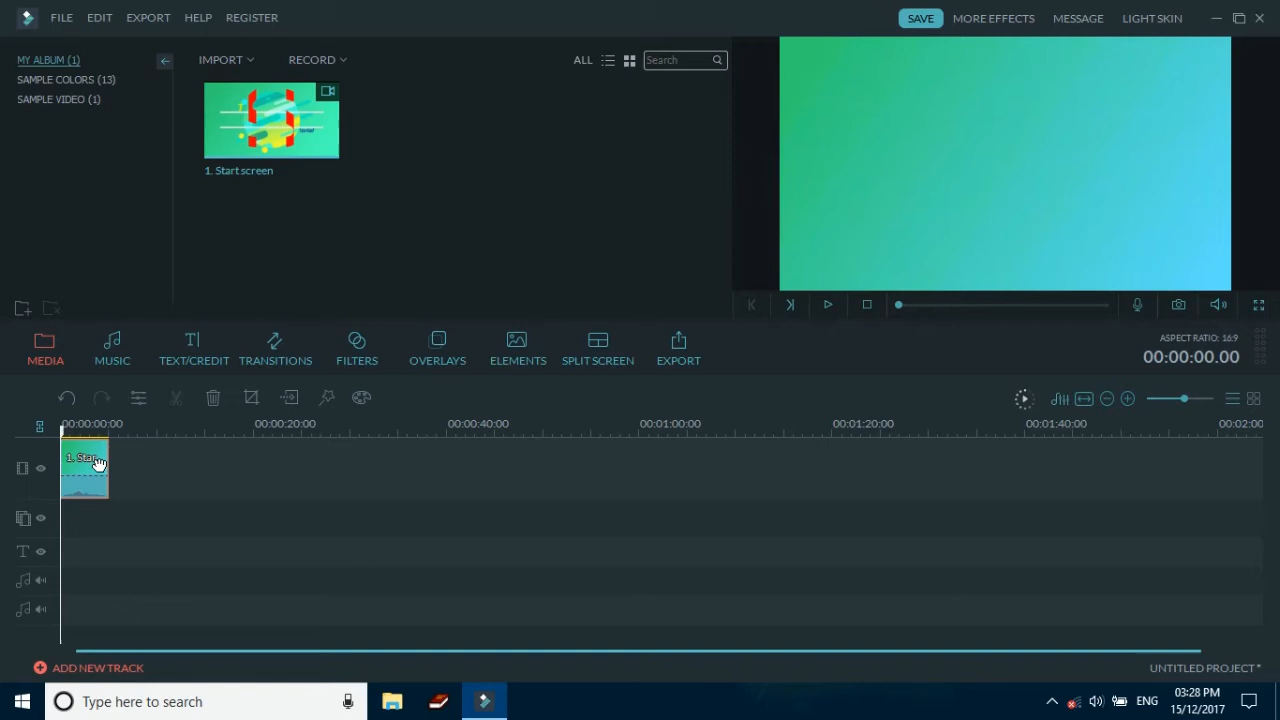 FILE EDIT EXPORT HELP REGISTER SAVE MORE EFFECTS MESSAGE LIGHT SKIN
MY ALBUM (1) IMPORT RECORD ALL Search
SAMPLE COLORS (13)
SAMPLE VIDEO (1)
1. Start screen
MEDIA MUSIC TEXT/CREDIT TRANSITIONS FILTERS OVERLAYS ELEMENTS SPLIT SCREEN EXPORT
ASPECT RATIO: 16:9
00:00:00.00
00:00:00:00 00:00:20:00 00:00:40:00 00:01:00:00 00:01:20:00 00:01:40:00 00:02:00
1. Star
ADD NEW TRACK UNTITLED PROJECT*
Type here to search ENG
03:28 PM
15/12/2017